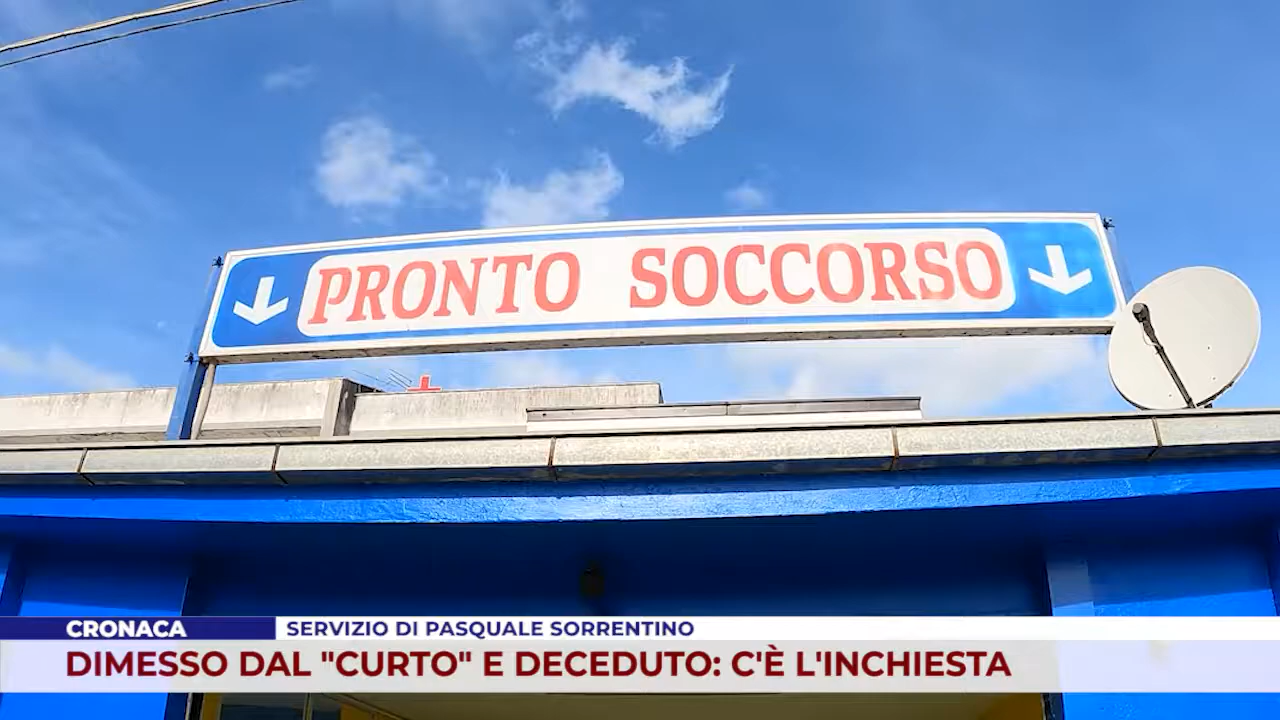 PRONTO SOCCORSO
CRONACA
SERVIZIO DI PASQUALE SORRENTINO
DIMESSO DAL "CURTO" E DECEDUTO: C'È L'INCHIESTA